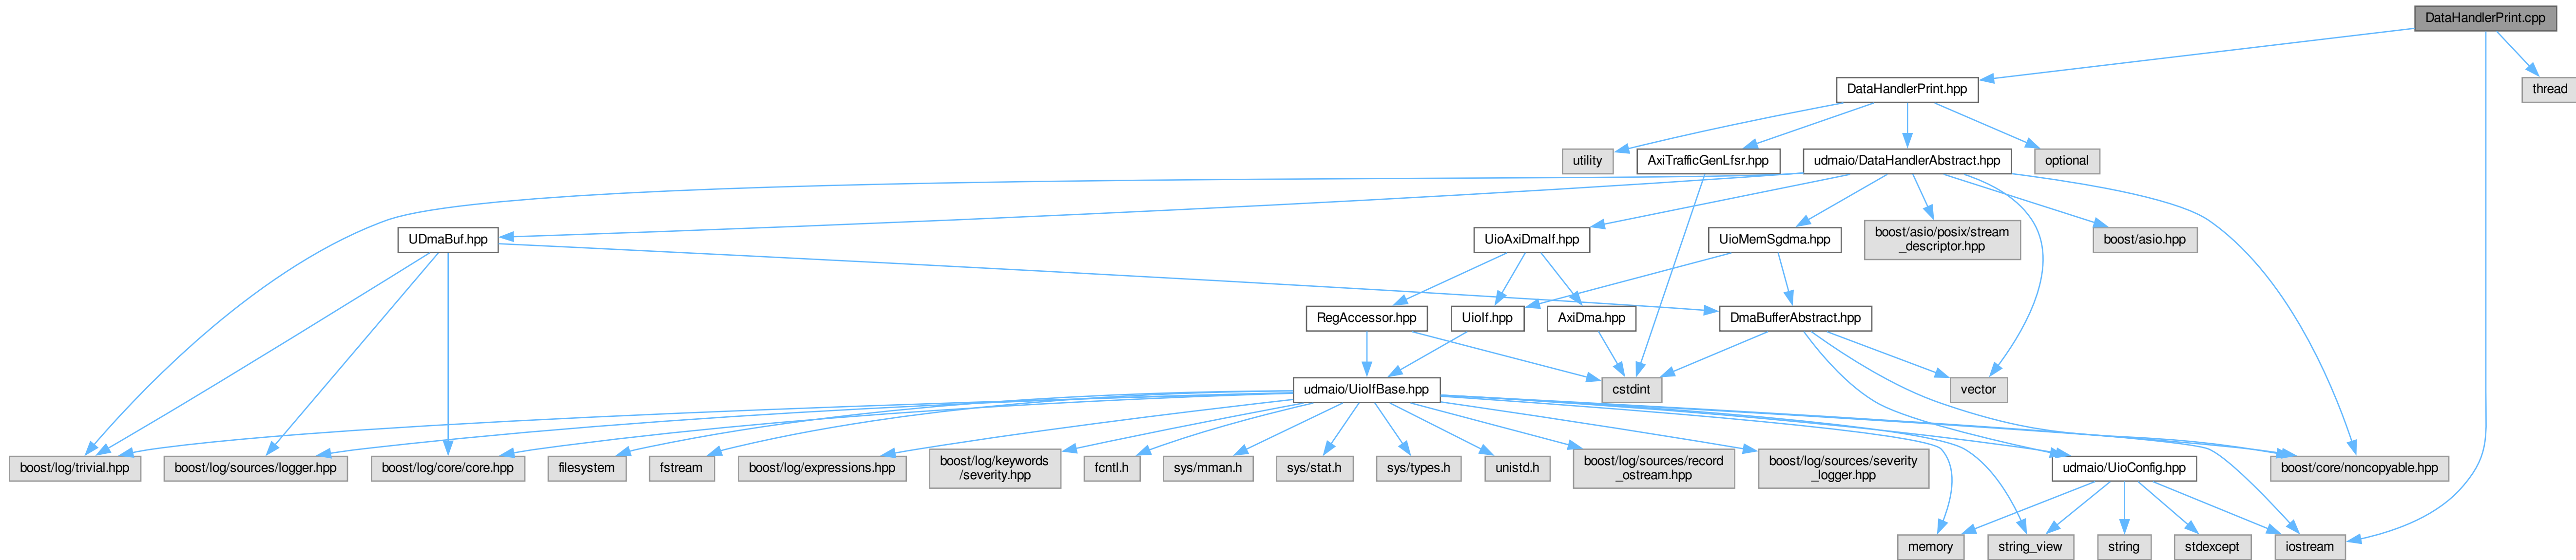 DataHandlerPrint.cpp
DataHandlerPrint.hpp
thread
utility
AxiTrafficGenLfsr.hpp
udmaio/DataHandlerAbstract.hpp
optional
UDmaBuf.hpp
UioAxiDmaIf.hpp
UioMemSgdma.hpp
boost/asio/posix/stream
_descriptor.hpp
boost/asio.hpp
RegAccessor.hpp
UioIf.hpp
AxiDma.hpp
DmaBufferAbstract.hpp
udmaio/UioIfBase.hpp
cstdint
vector
boost/log/trivial.hpp
boost/log/sources/logger.hpp
boost/log/core/core.hpp
filesystem
fstream
boost/log/expressions.hpp
boost/log/keywords
/severity.hpp
fcntl.h
sys/mman.h
sys/stat.h
sys/types.h
unistd.h
boost/log/sources/record
_ostream.hpp
boost/log/sources/severity
_logger.hpp
udmaio/UioConfig.hpp
boost/core/noncopyable.hpp
memory
string_view
string
stdexcept
iostream